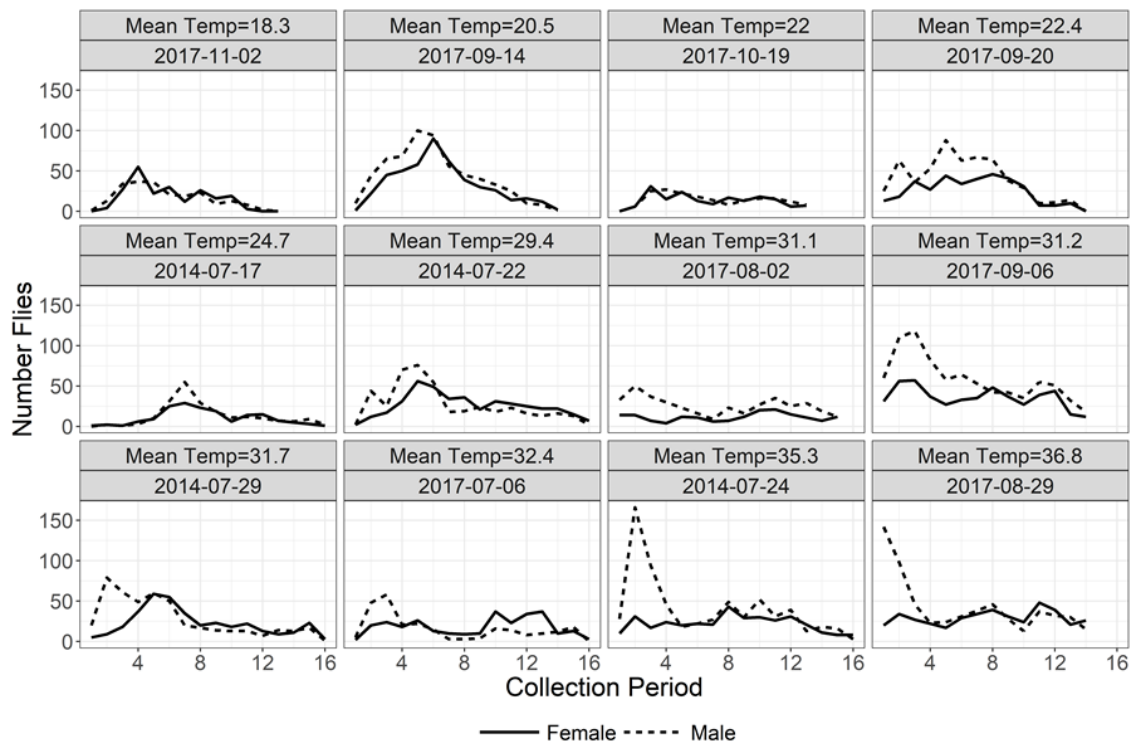 Mean Temp=18.3 Mean Temp=20.5 Mean Temp=22 Mean Temp=22.4
2017-11-02 2017-09-14 2017-10-19 2017-09-20
150
100
50
0
Mean Temp=24.7 Mean Temp=29.4 Mean Temp=31.1 Mean Temp=31.2
2014-07-17 2014-07-22 2017-08-02 2017-09-06
150
100
50
0
Number Flies
Mean Temp=31.7 Mean Temp=32.4 Mean Temp=35.3 Mean Temp=36.8
2014-07-29 2017-07-06 2014-07-24 2017-08-29
150
100
50
0
4 8 12 16 4 8 12 16 4 8 12 16 4 8 12 16
Collection Period
Female Male